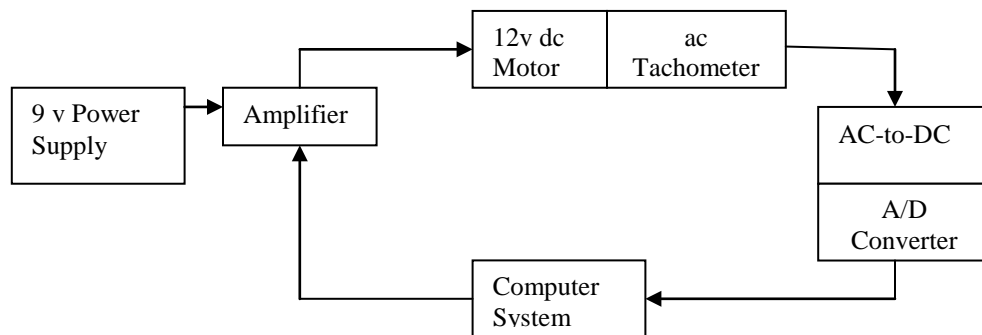 9 v Power
Supply
Amplifier
12v dc
Motor
ac
Tachometer
AC-to-DC
A/D
Converter
Computer
System